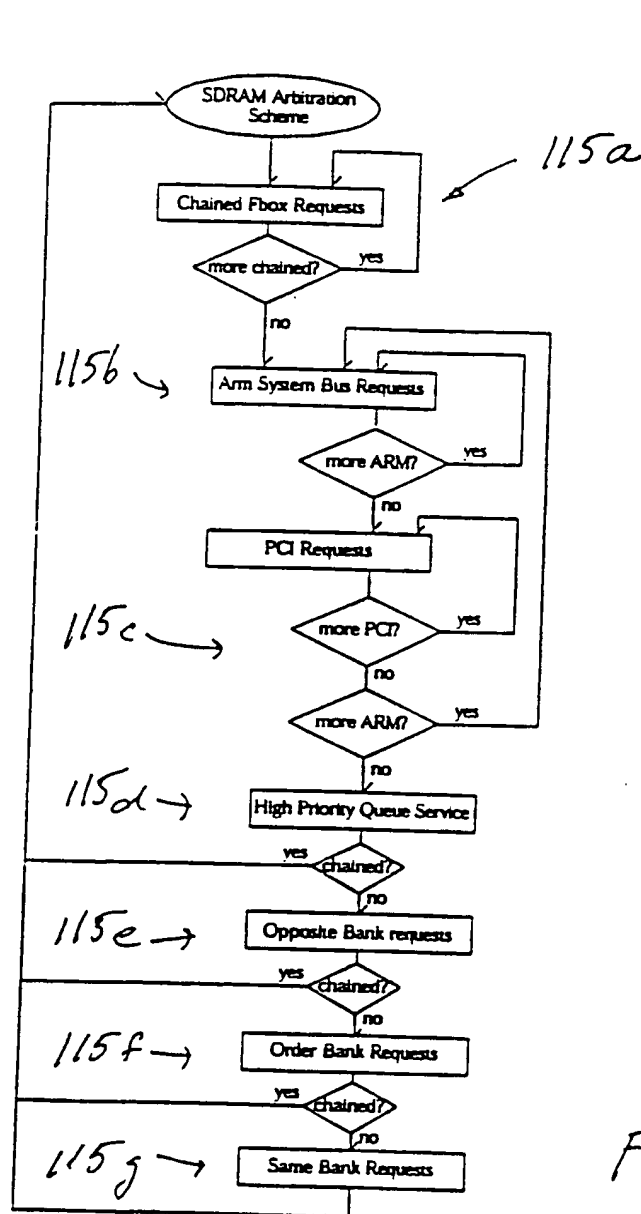 SDRAM Arbitration
Scheme
115a
Chained Fbox Requests
yes
more chained?
no
115b
Arm System Bus Requests
more ARM?
yes
no
PCI Requests
115c
more PCI?
yes
no
more ARM?
yes
no
115d
High Priority Queue Service
yes
chained?
no
115e
Opposite Bank requests
yes
chained?
no
115f
Order Bank Requests
yes
chained?
no
115g
Same Bank Requests
F